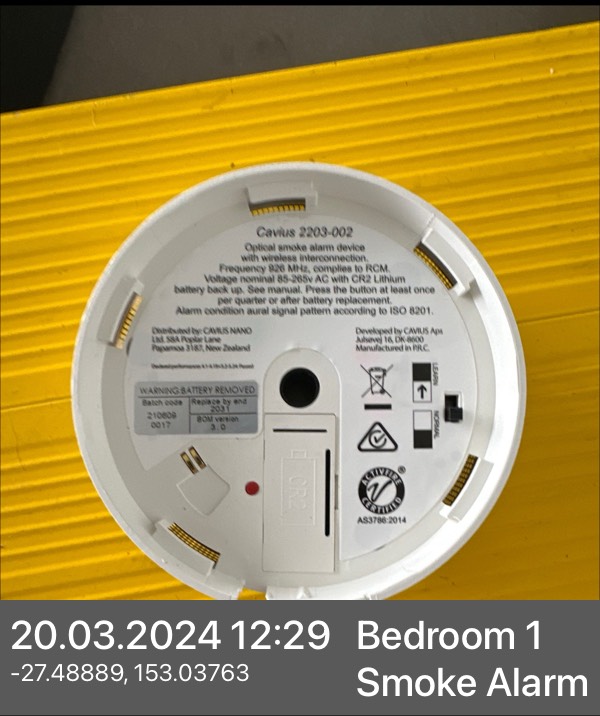 Cavius 2203-002
Optical smoke alarm device
with wireless interconnection.
Frequency 926 MHz, complies to RCM.
Voltage nominal 85-265v AC with CR2 Lithium
battery back up. See manual. Press the button at least once
per quarter or after battery replacement.
Alarm condition aural signal pattern according to ISO 8201.
Distributed by: CAVIUS NANO
Ltd. 58A Poplar Lane
Papamoa 3187, New Zealand
Developed by CAVIUS Aps
Julsøvej 16, DK-8600
Manufactured in P.R.C.
WARNING:BATTERY REMOVED
Batch code
210609
0017
Replace by end
2031
BOM version
3.0
LEARN
NORMAL
CR2
ACTIVFIRE
CERTIFIED
®
AS3786:2014
20.03.2024 12:29
-27.48889, 153.03763
Bedroom 1
Smoke Alarm